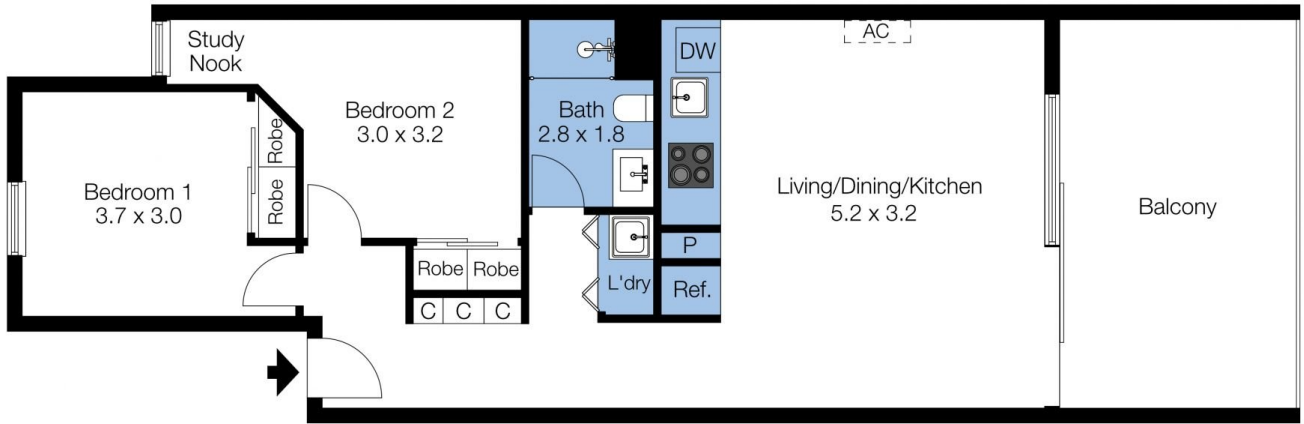 Study
Nook
Bedroom 2
3.0 x 3.2
Bedroom 1
3.7 x 3.0
Robe
Robe
Robe Robe
C C C
Bath
2.8 x 1.8
L'dry
DW
P
Ref.
AC
Living/Dining/Kitchen
5.2 x 3.2
Balcony